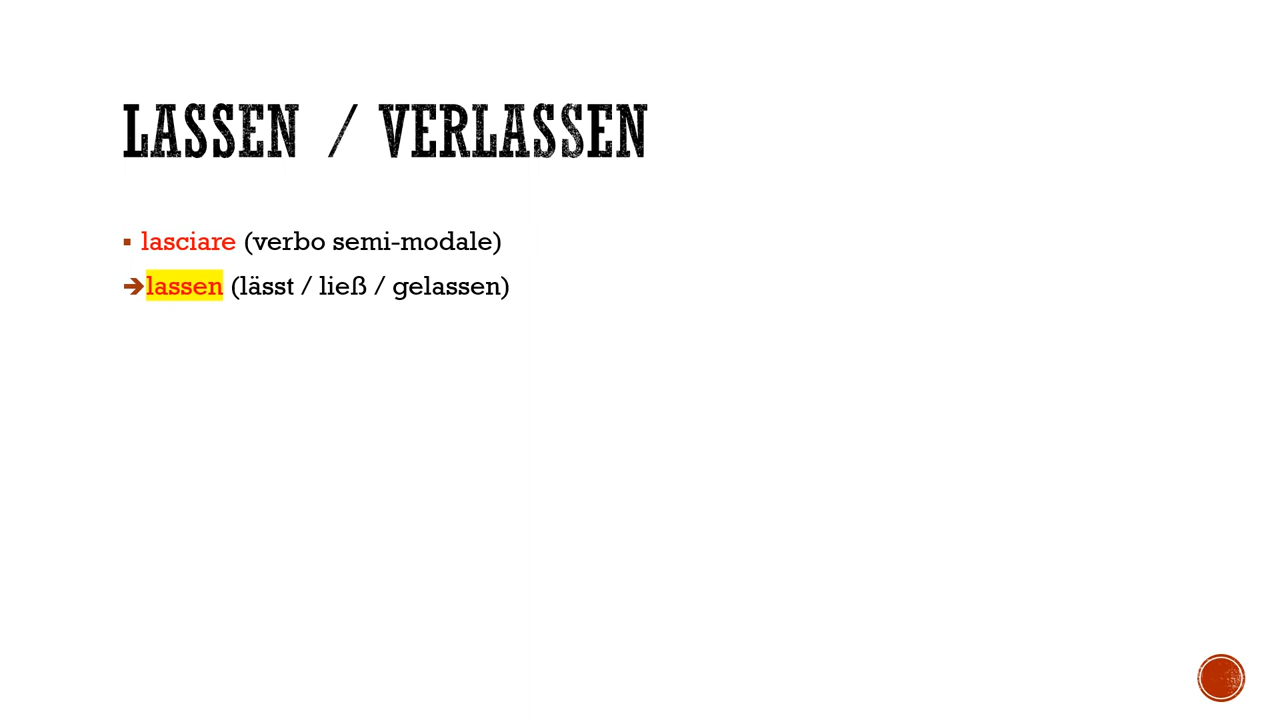 LASSEN / VERLASSEN
▪ lasciare (verbo semi-modale)
➔lassen (lässt / ließ / gelassen)